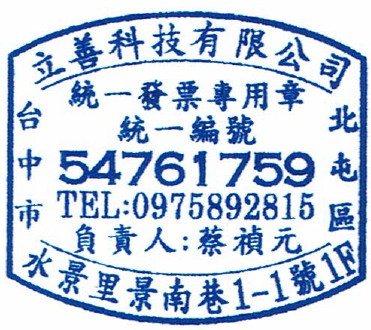 立善科技有限公司
統一發票專用章
統一編號
54761759
TEL:0975892815
負責人:蔡禎元
台中市
北屯區
水景里景南巷1-1號1F